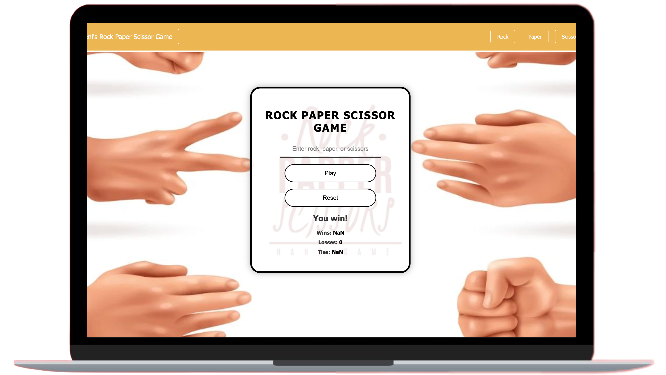 Rock Paper Scissor Game
Rock
Paper
ROCK PAPER SCISSOR
GAME
Enter rock, paper or scissors
Play
Reset
You win!
Wins: NaN
Losses: 0
Ties: NaN